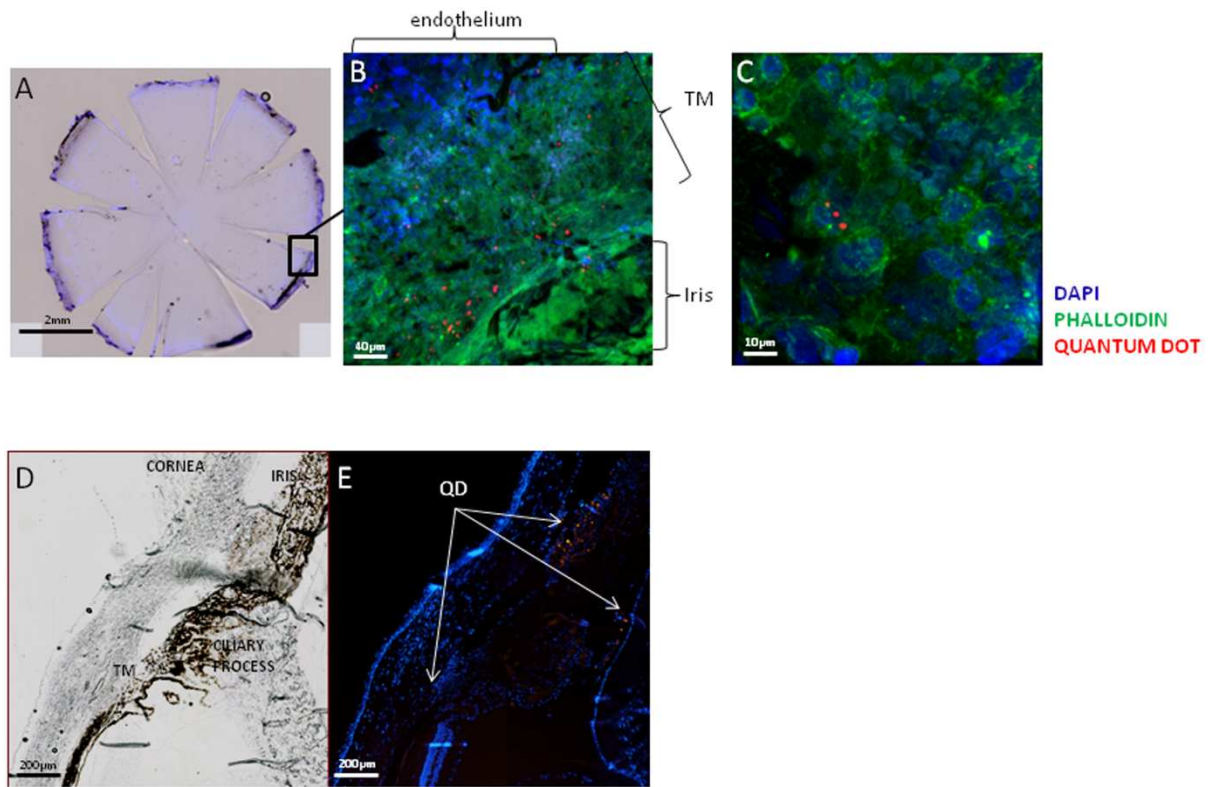 endothelium
A
B
C
TM
Iris
2mm
40µm
10µm
DAPI
PHALLOIDIN
QUANTUM DOT
D
CORNEA
IRIS
E
QD
TM
CILIARY
PROCESS
200µm
200µm